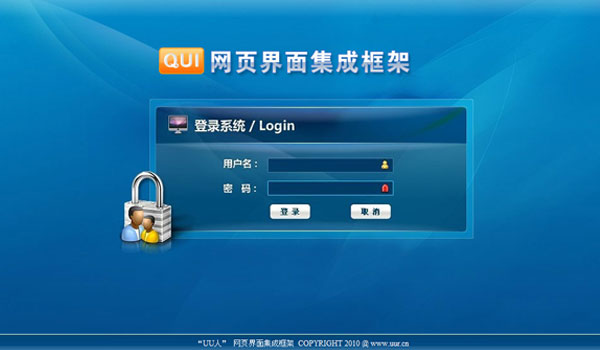 QUI 网页界面集成框架
登录系统 / Login
用户名：
密 码：
登 录 取 消
“UU人” 网页界面集成框架 COPYRIGHT 2010 @ www.uur.cn